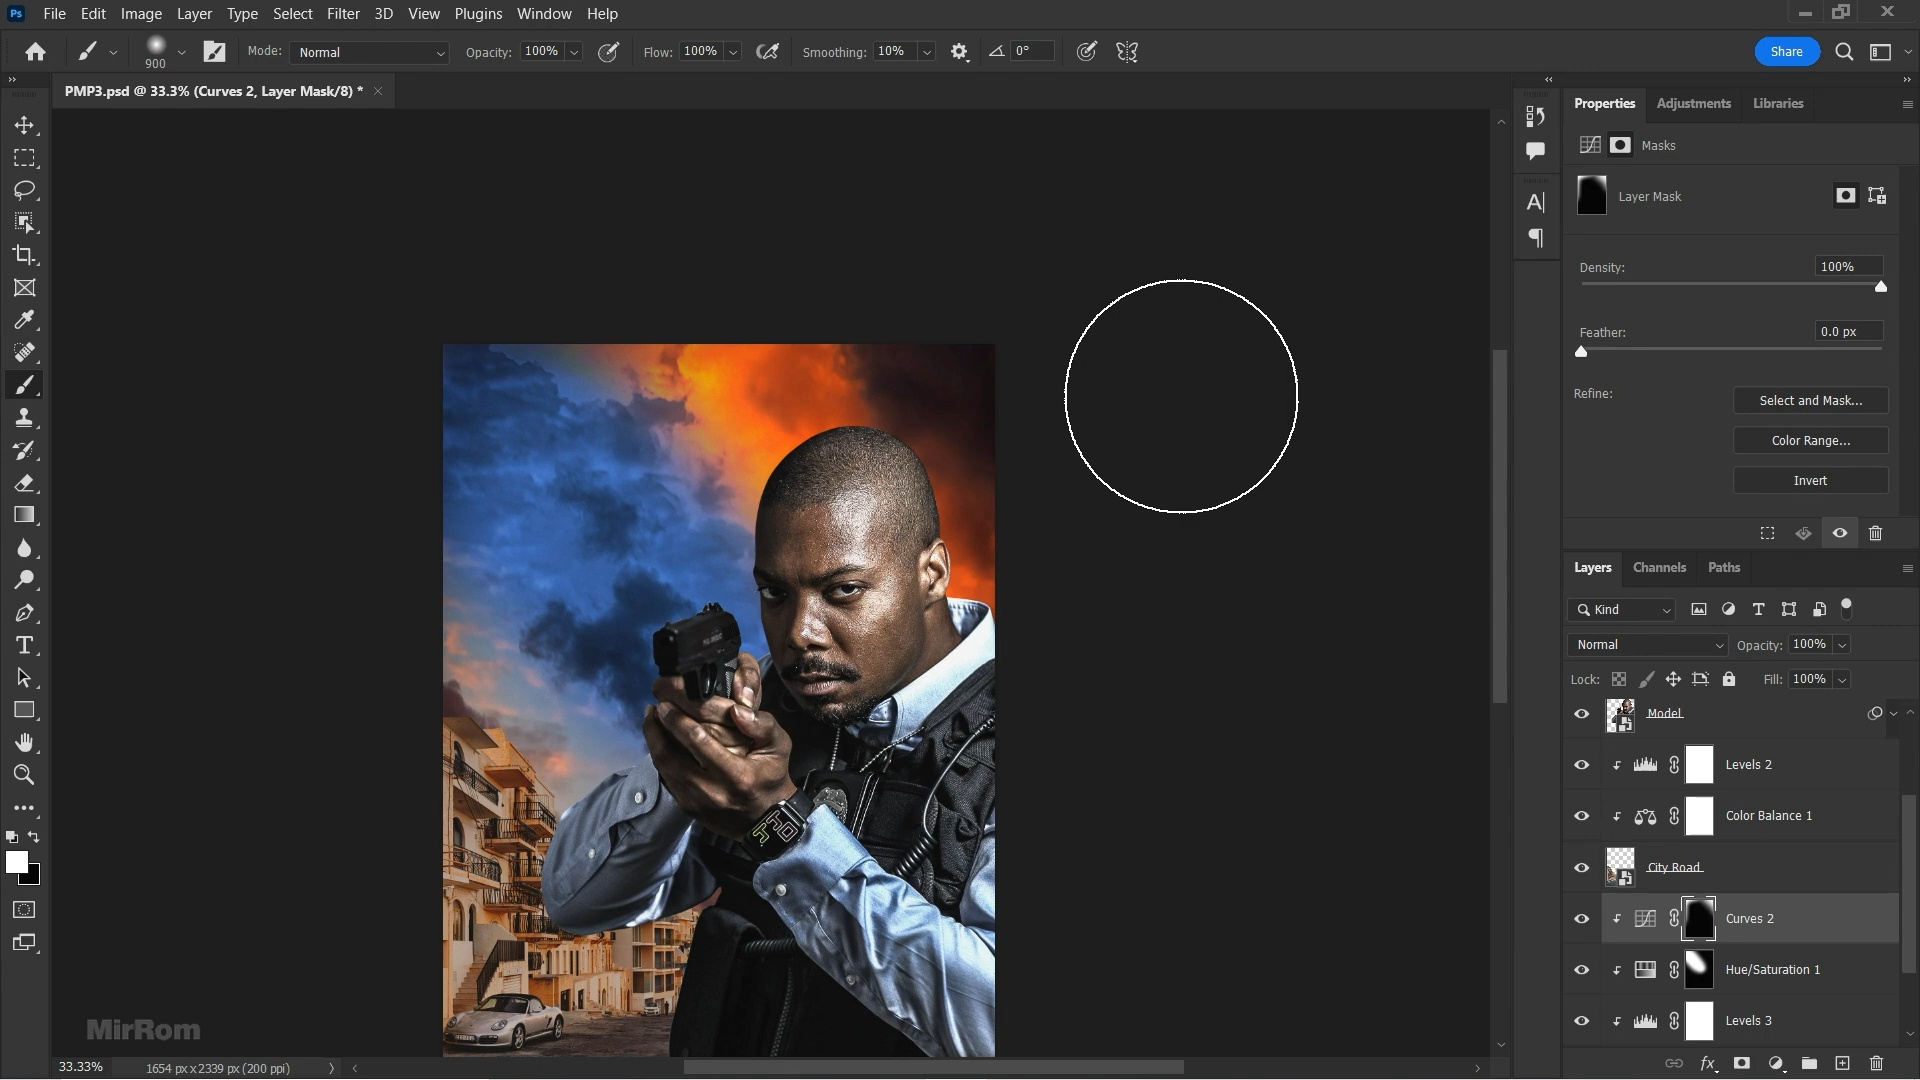 Ps File Edit Image Layer Type Select Filter 3D View Plugins Window Help
900 Mode: Normal Opacity: 100% Flow: 100% Smoothing: 10% 0° Share
PMP3.psd @ 33.3% (Curves 2, Layer Mask/8) *
Properties Adjustments Libraries
Masks
Layer Mask
Density: 100%
Feather: 0.0 px
Refine:
Select and Mask...
Color Range...
Invert
Layers Channels Paths
Kind
Normal Opacity: 100%
Lock: Fill: 100%
Model
Levels 2
Color Balance 1
City Road
Curves 2
Hue/Saturation 1
Levels 3
MirRom
33.33% 1654 px x 2339 px (200 ppi)